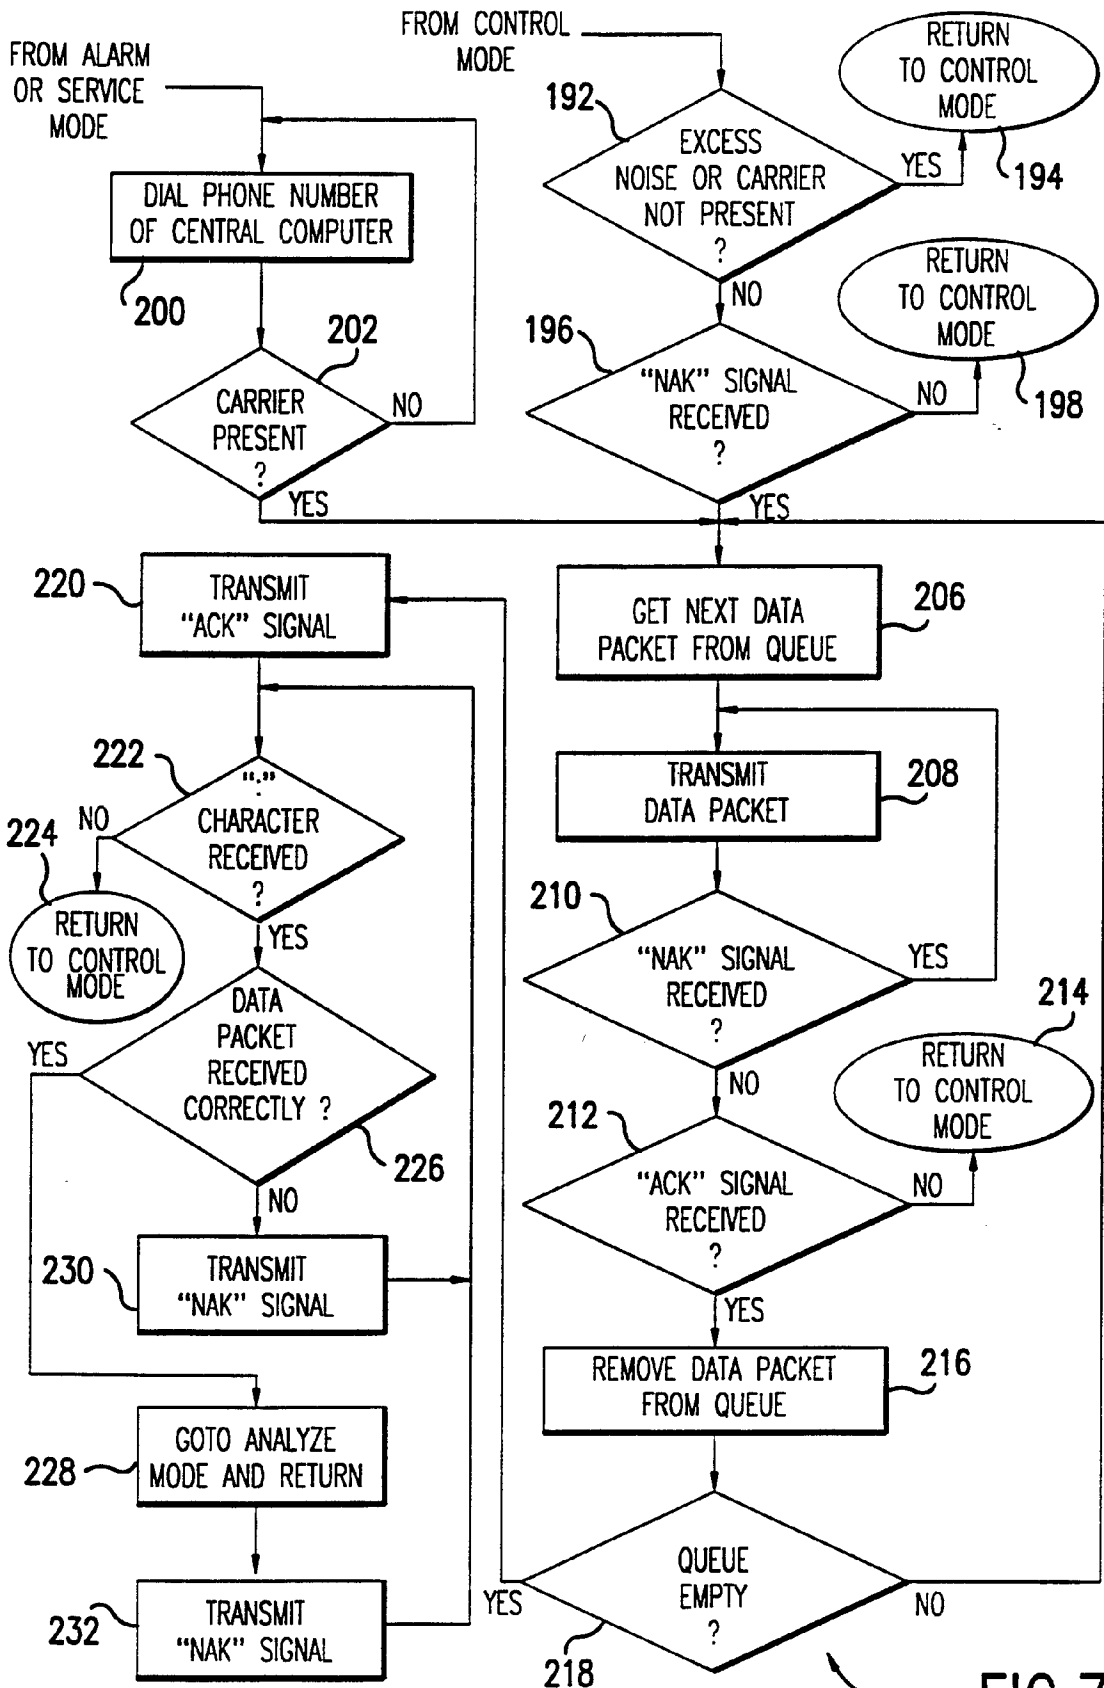 FROM ALARM
OR SERVICE
MODE
DIAL PHONE NUMBER
OF CENTRAL COMPUTER
200
202
CARRIER
PRESENT
?
NO
YES
FROM CONTROL
MODE
192
EXCESS
NOISE OR CARRIER
NOT PRESENT
?
YES
NO
RETURN
TO CONTROL
MODE
194
196
"NAK" SIGNAL
RECEIVED
?
NO
YES
RETURN
TO CONTROL
MODE
198
GET NEXT DATA
PACKET FROM QUEUE
206
TRANSMIT
DATA PACKET
208
210
"NAK" SIGNAL
RECEIVED
?
YES
NO
212
"ACK" SIGNAL
RECEIVED
?
NO
YES
RETURN
TO CONTROL
MODE
214
REMOVE DATA PACKET
FROM QUEUE
216
QUEUE
EMPTY
?
YES
NO
218
220
TRANSMIT
"ACK" SIGNAL
222
":"
CHARACTER
RECEIVED
?
NO
YES
224
RETURN
TO CONTROL
MODE
DATA
PACKET
RECEIVED
CORRECTLY ?
YES
226
NO
230
TRANSMIT
"NAK" SIGNAL
228
GOTO ANALYZE
MODE AND RETURN
232
TRANSMIT
"NAK" SIGNAL